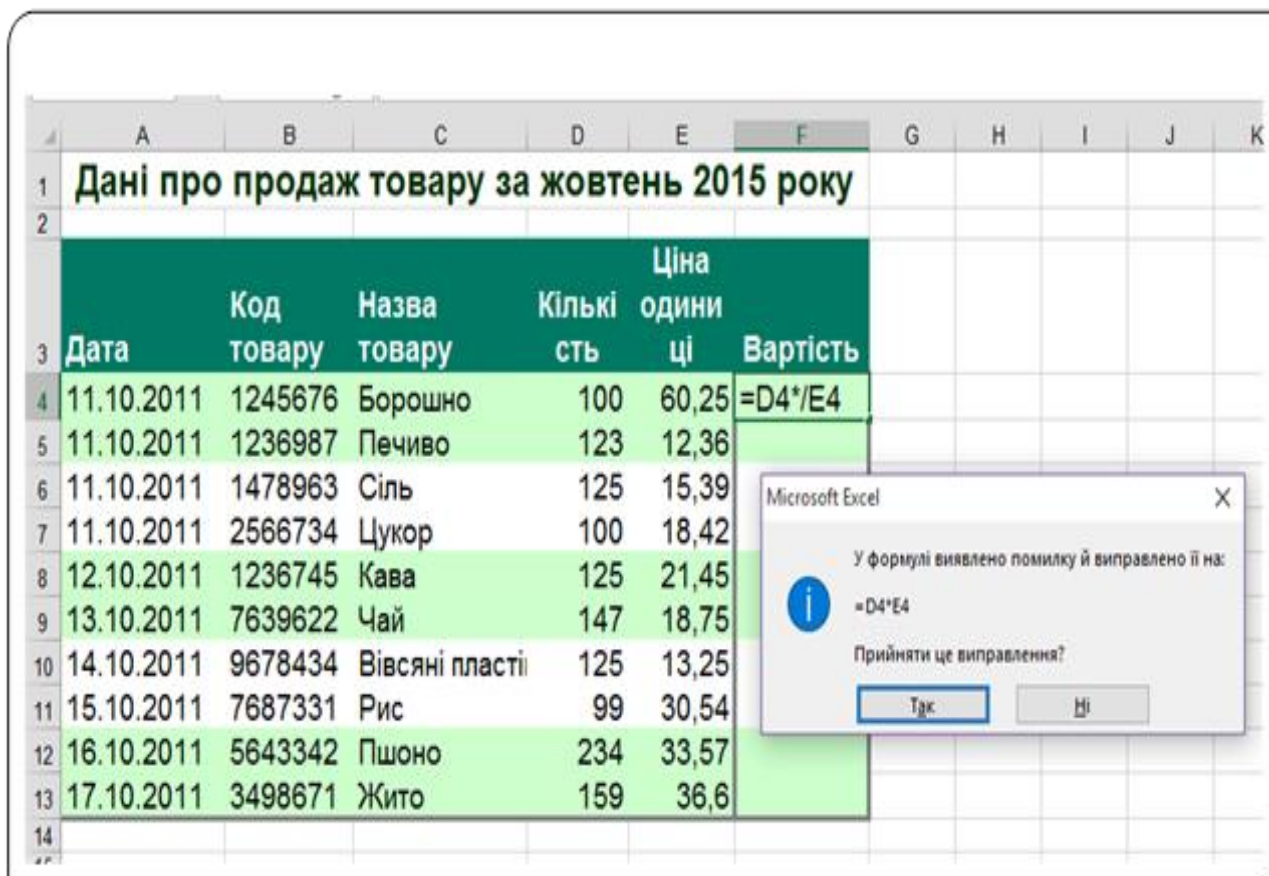 A B C D E F G H I J K
1 Дані про продаж товару за жовтень 2015 року
2
3 Дата Код товару Назва товару Кількі сть Ціна одини ці Вартість
4 11.10.2011 1245676 Борошно 100 60,25 =D4*/E4
5 11.10.2011 1236987 Печиво 123 12,36
6 11.10.2011 1478963 Сіль 125 15,39
7 11.10.2011 2566734 Цукор 100 18,42
8 12.10.2011 1236745 Кава 125 21,45
9 13.10.2011 7639622 Чай 147 18,75
10 14.10.2011 9678434 Вівсяні пласті 125 13,25
11 15.10.2011 7687331 Рис 99 30,54
12 16.10.2011 5643342 Пшоно 234 33,57
13 17.10.2011 3498671 Жито 159 36,6
14
Microsoft Excel
У формулі виявлено помилку й виправлено її на:
=D4*E4
Прийняти це виправлення?
Так Ні